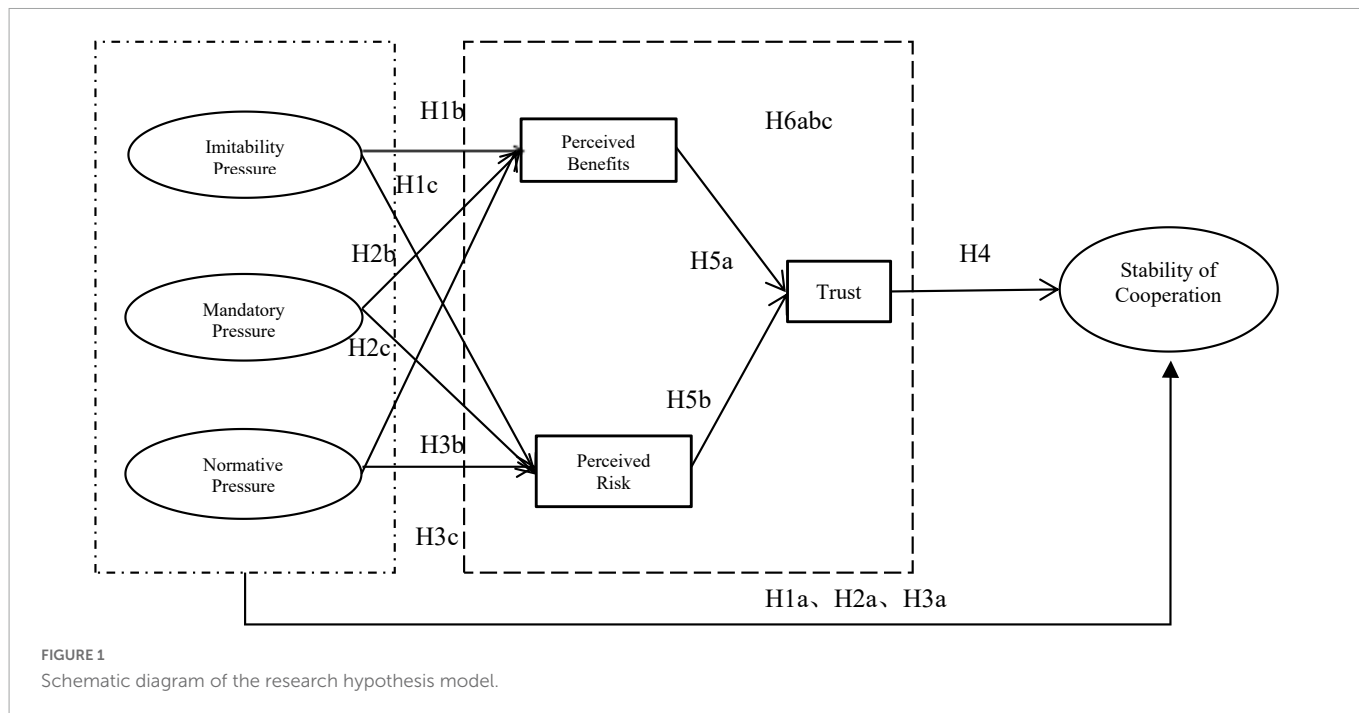 H1b
H6abc
Imitability
Pressure
Perceived
Benefits
H1c
H2b
H5a
H4
Stability of
Cooperation
Mandatory
Pressure
Trust
H2c
H5b
Normative
Pressure
H3b
Perceived
Risk
H3c
H1a、H2a、H3a
FIGURE 1
Schematic diagram of the research hypothesis model.